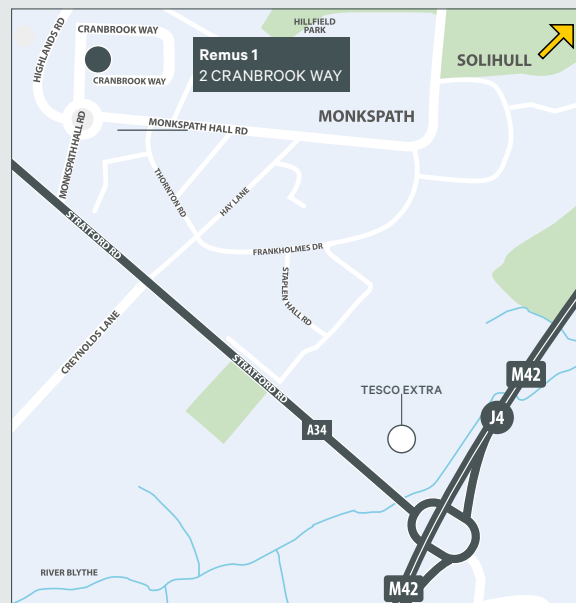 HIGHLANDS RD
CRANBROOK WAY
HILLFIELD
PARK
Remus 1
2 CRANBROOK WAY
SOLIHULL
CRANBROOK WAY
MONKSPATH HALL RD
MONKSPATH
MONKSPATH HALL RD
THORNTON RD
HAY LANE
STRATFORD RD
FRANKHOLMES DR
STAPLEN HALL RD
CREYNOLDS LANE
STRATFORD RD
M42
TESCO EXTRA
J4
A34
RIVER BLYTHE
M42